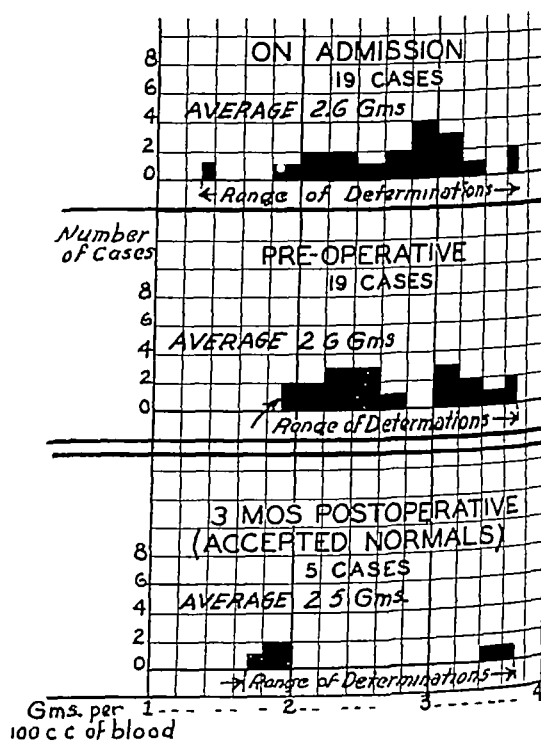 ON ADMISSION
19 CASES
AVERAGE 2.6 Gms
8
6
4
2
0
← Range of Determinations →
Number
of Cases
PRE-OPERATIVE
19 CASES
AVERAGE 2 6 Gms
8
6
4
2
0
Range of Determations →
3 MOS POSTOPERATIVE
(ACCEPTED NORMALS)
5 CASES
AVERAGE 2 5 Gms.
8
6
4
2
0
→ Range of Determinations →
Gms. per 1 2 3 4
100 c c of blood